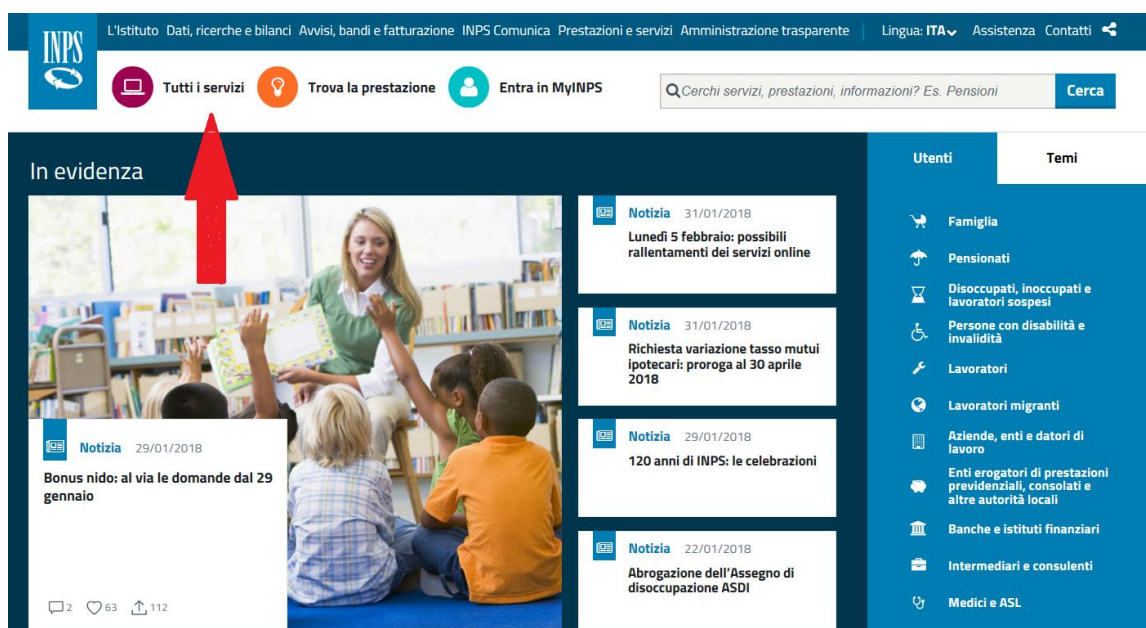 INPS
L'Istituto Dati, ricerche e bilanci Avvisi, bandi e fatturazione INPS Comunica Prestazioni e servizi Amministrazione trasparente
Lingua: ITA Assistenza Contatti
Tutti i servizi
Trova la prestazione
Entra in MyINPS
Cerchi servizi, prestazioni, informazioni? Es. Pensioni
Cerca
In evidenza
Notizia 29/01/2018
Bonus nido: al via le domande dal 29
gennaio
2 63 112
Notizia 31/01/2018
Lunedì 5 febbraio: possibili
rallentamenti dei servizi online
Notizia 31/01/2018
Richiesta variazione tasso mutui
ipotecari: proroga al 30 aprile
2018
Notizia 29/01/2018
120 anni di INPS: le celebrazioni
Notizia 22/01/2018
Abrogazione dell'Assegno di
disoccupazione ASDI
Utenti
Temi
Famiglia
Pensionati
Disoccupati, inoccupati e
lavoratori sospesi
Persone con disabilità e
invalidità
Lavoratori
Lavoratori migranti
Aziende, enti e datori di
lavoro
Enti erogatori di prestazioni
previdenziali, consolati e
altre autorità locali
Banche e istituti finanziari
Intermediari e consulenti
Medici e ASL